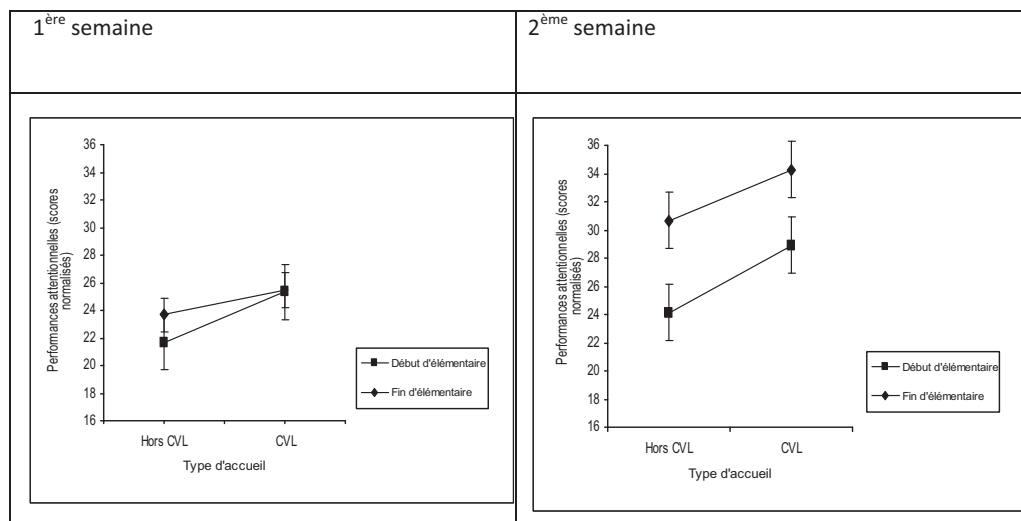 1ère semaine
2ème semaine
Performances attentionnelles (scores
normalisés)
36
34
32
30
28
26
24
22
20
18
16
Hors CVL
CVL
Type d'accueil
Début d'élémentaire
Fin d'élémentaire
Performances attentionnelles (scores
normalisés)
36
34
32
30
28
26
24
22
20
18
16
Hors CVL
CVL
Type d'accueil
Début d'élémentaire
Fin d'élémentaire